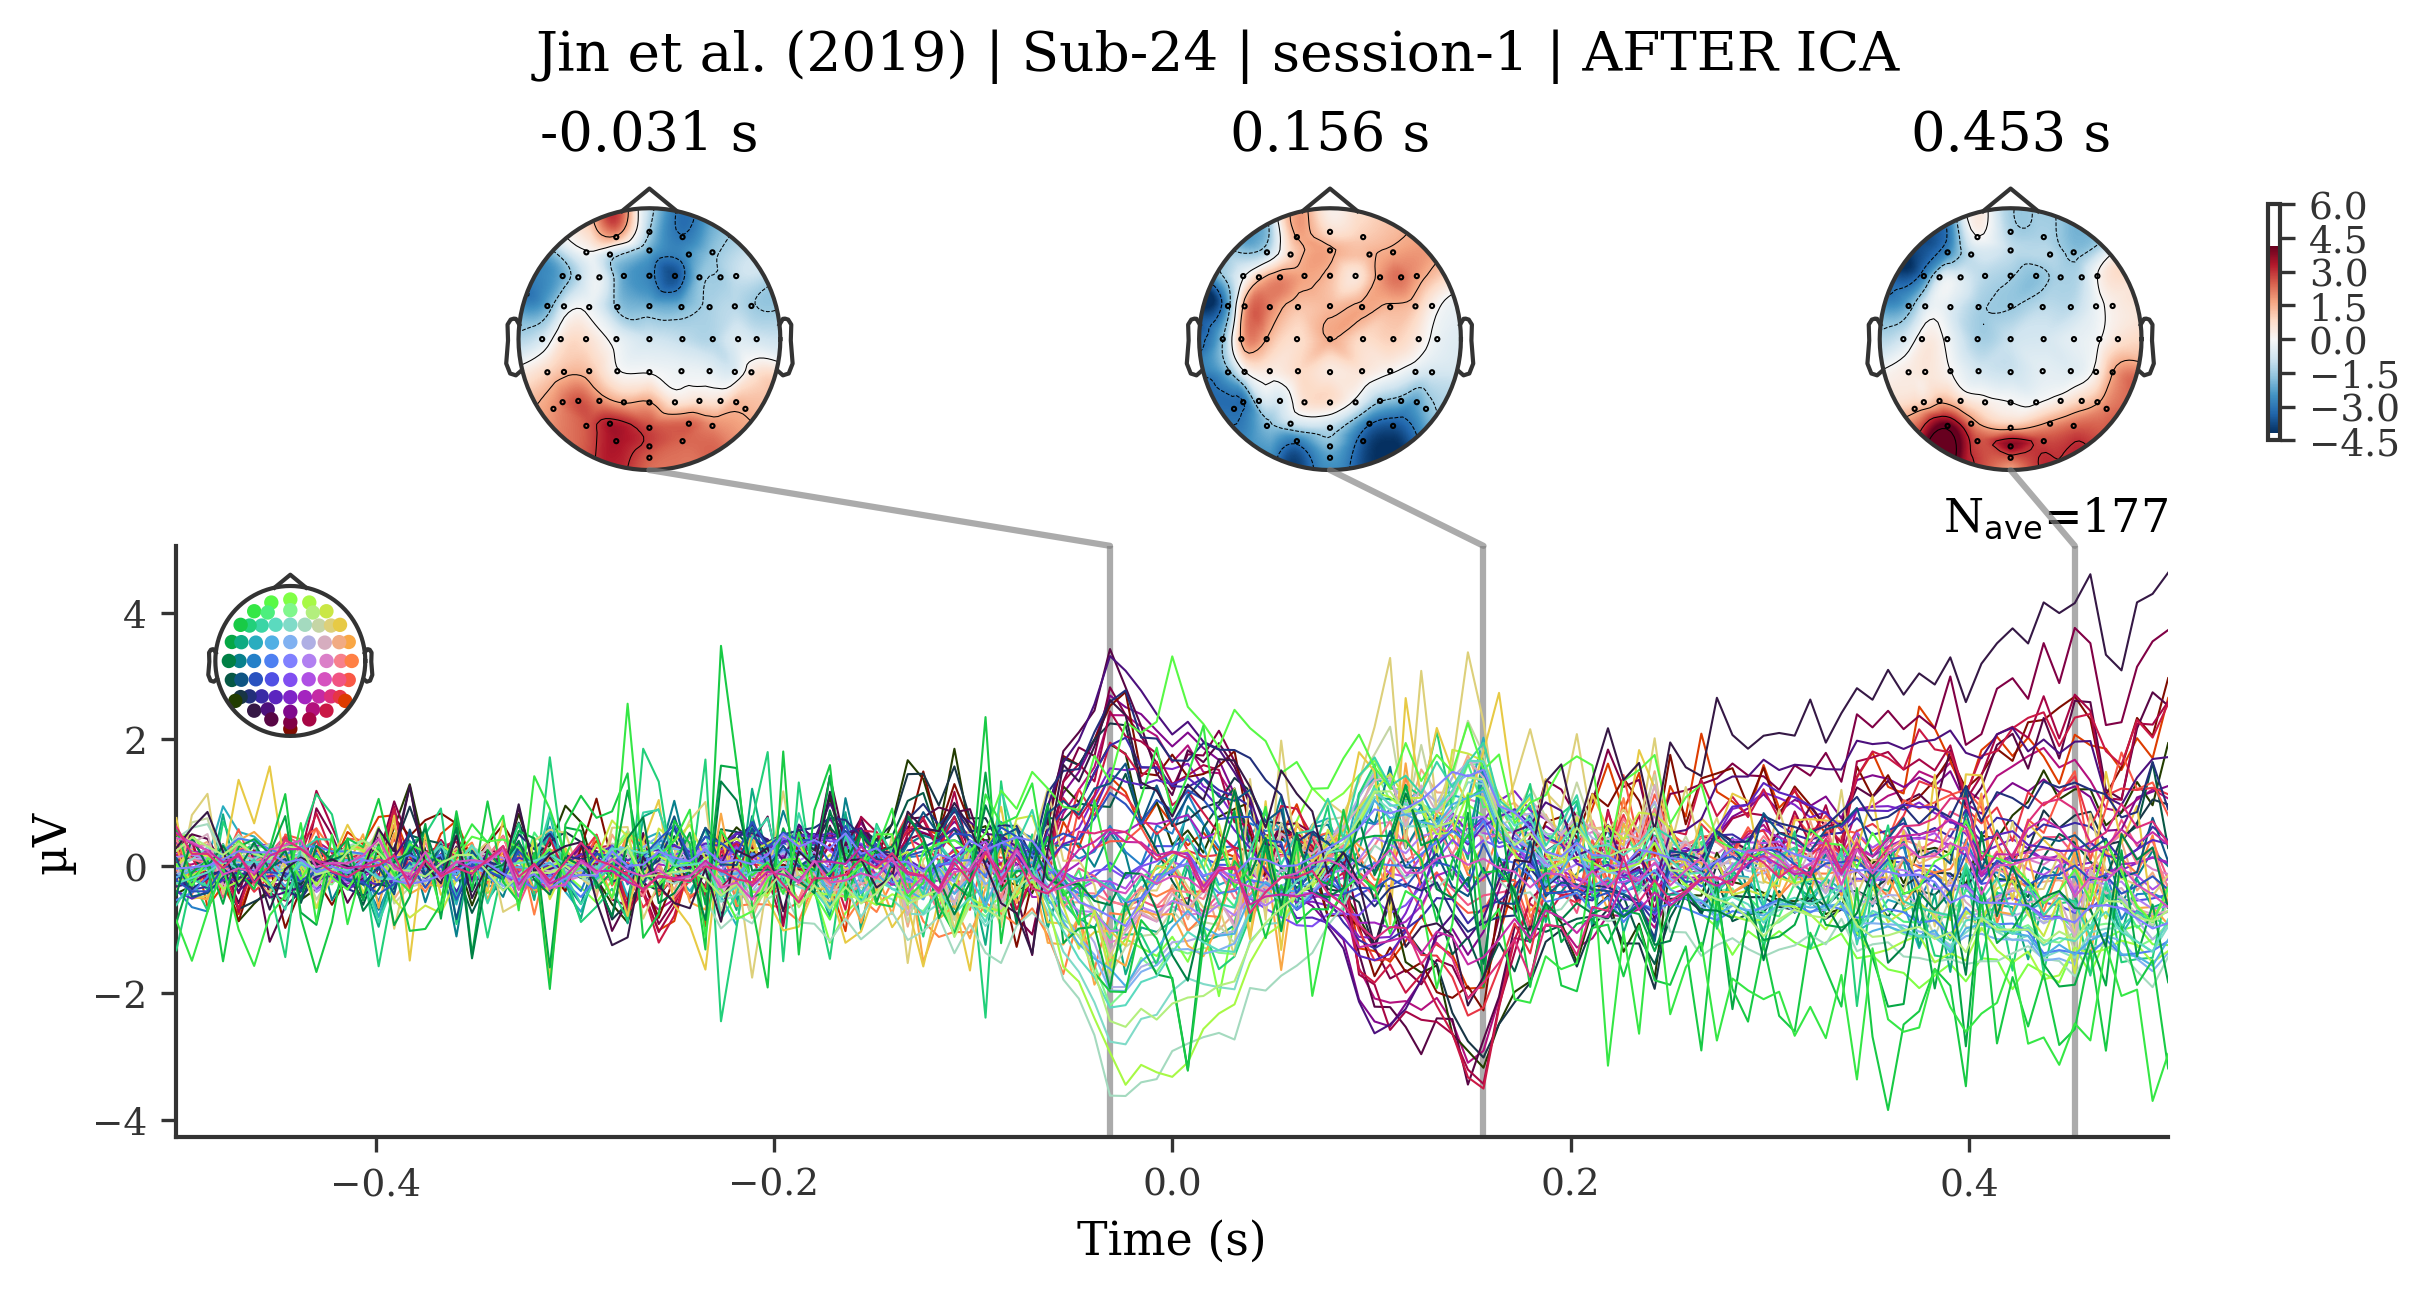 Jin et al. (2019) | Sub-24 | session-1 | AFTER ICA
-0.031 s
0.156 s
0.453 s
6.0
4.5
3.0
1.5
0.0
−1.5
−3.0
−4.5
Nave=177
μV
4
2
0
−2
−4
−0.4
−0.2
0.0
0.2
0.4
Time (s)